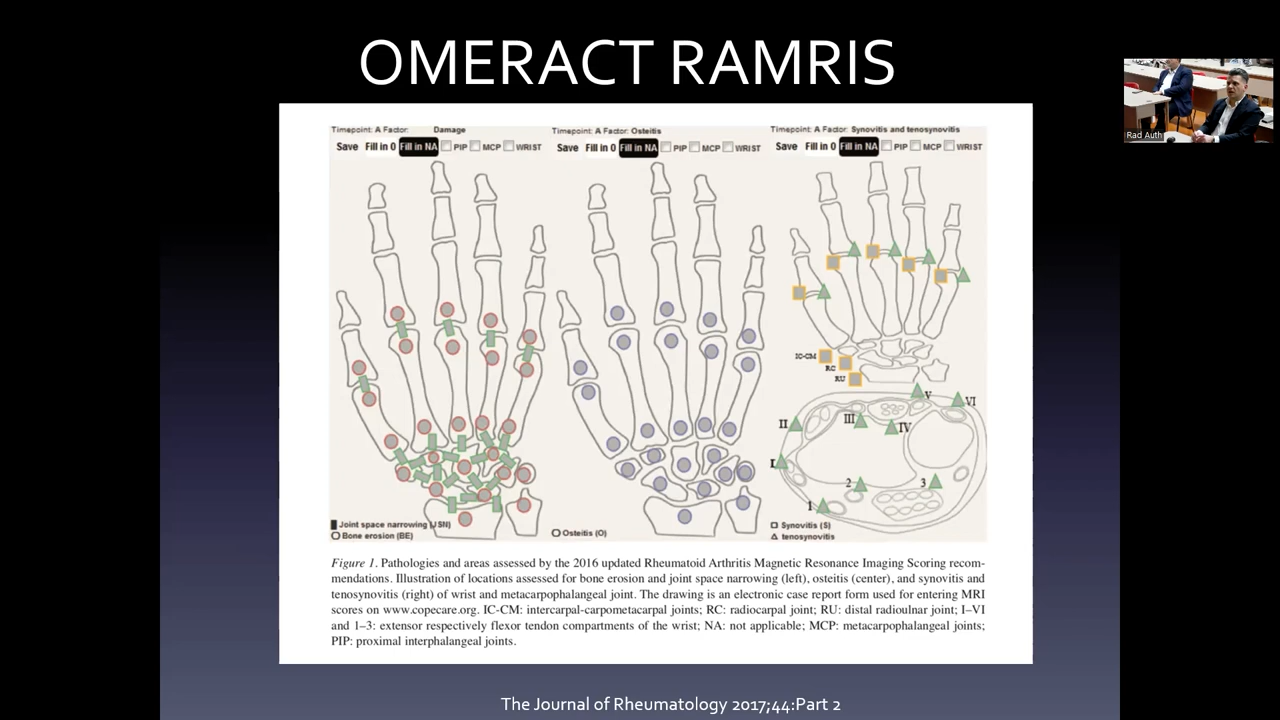 OMERACT RAMRIS
Rad Auth
Timepoint: A Factor: Damage
Save Fill in 0 Fill in NA PIP MCP WRIST
Timepoint: A Factor: Osteitis
Save Fill in 0 Fill in NA PIP MCP WRIST
Timepoint: A Factor: Synovitis and tenosynovitis
Save Fill in 0 Fill in NA PIP MCP WRIST
IC-CM
RC
RU
V
VI
II
III
IV
I
2
3
1
Joint space narrowing (JSN)
Bone erosion (BE)
Osteitis (O)
Synovitis (S)
tenosynovitis
Figure 1. Pathologies and areas assessed by the 2016 updated Rheumatoid Arthritis Magnetic Resonance Imaging Scoring recom-
mendations. Illustration of locations assessed for bone erosion and joint space narrowing (left), osteitis (center), and synovitis and
tenosynovitis (right) of wrist and metacarpophalangeal joint. The drawing is an electronic case report form used for entering MRI
scores on www.copecare.org. IC-CM: intercarpal-carpometacarpal joints; RC: radiocarpal joint; RU: distal radioulnar joint; I–VI
and 1–3: extensor respectively flexor tendon compartments of the wrist; NA: not applicable; MCP: metacarpophalangeal joints;
PIP: proximal interphalangeal joints.
The Journal of Rheumatology 2017;44:Part 2